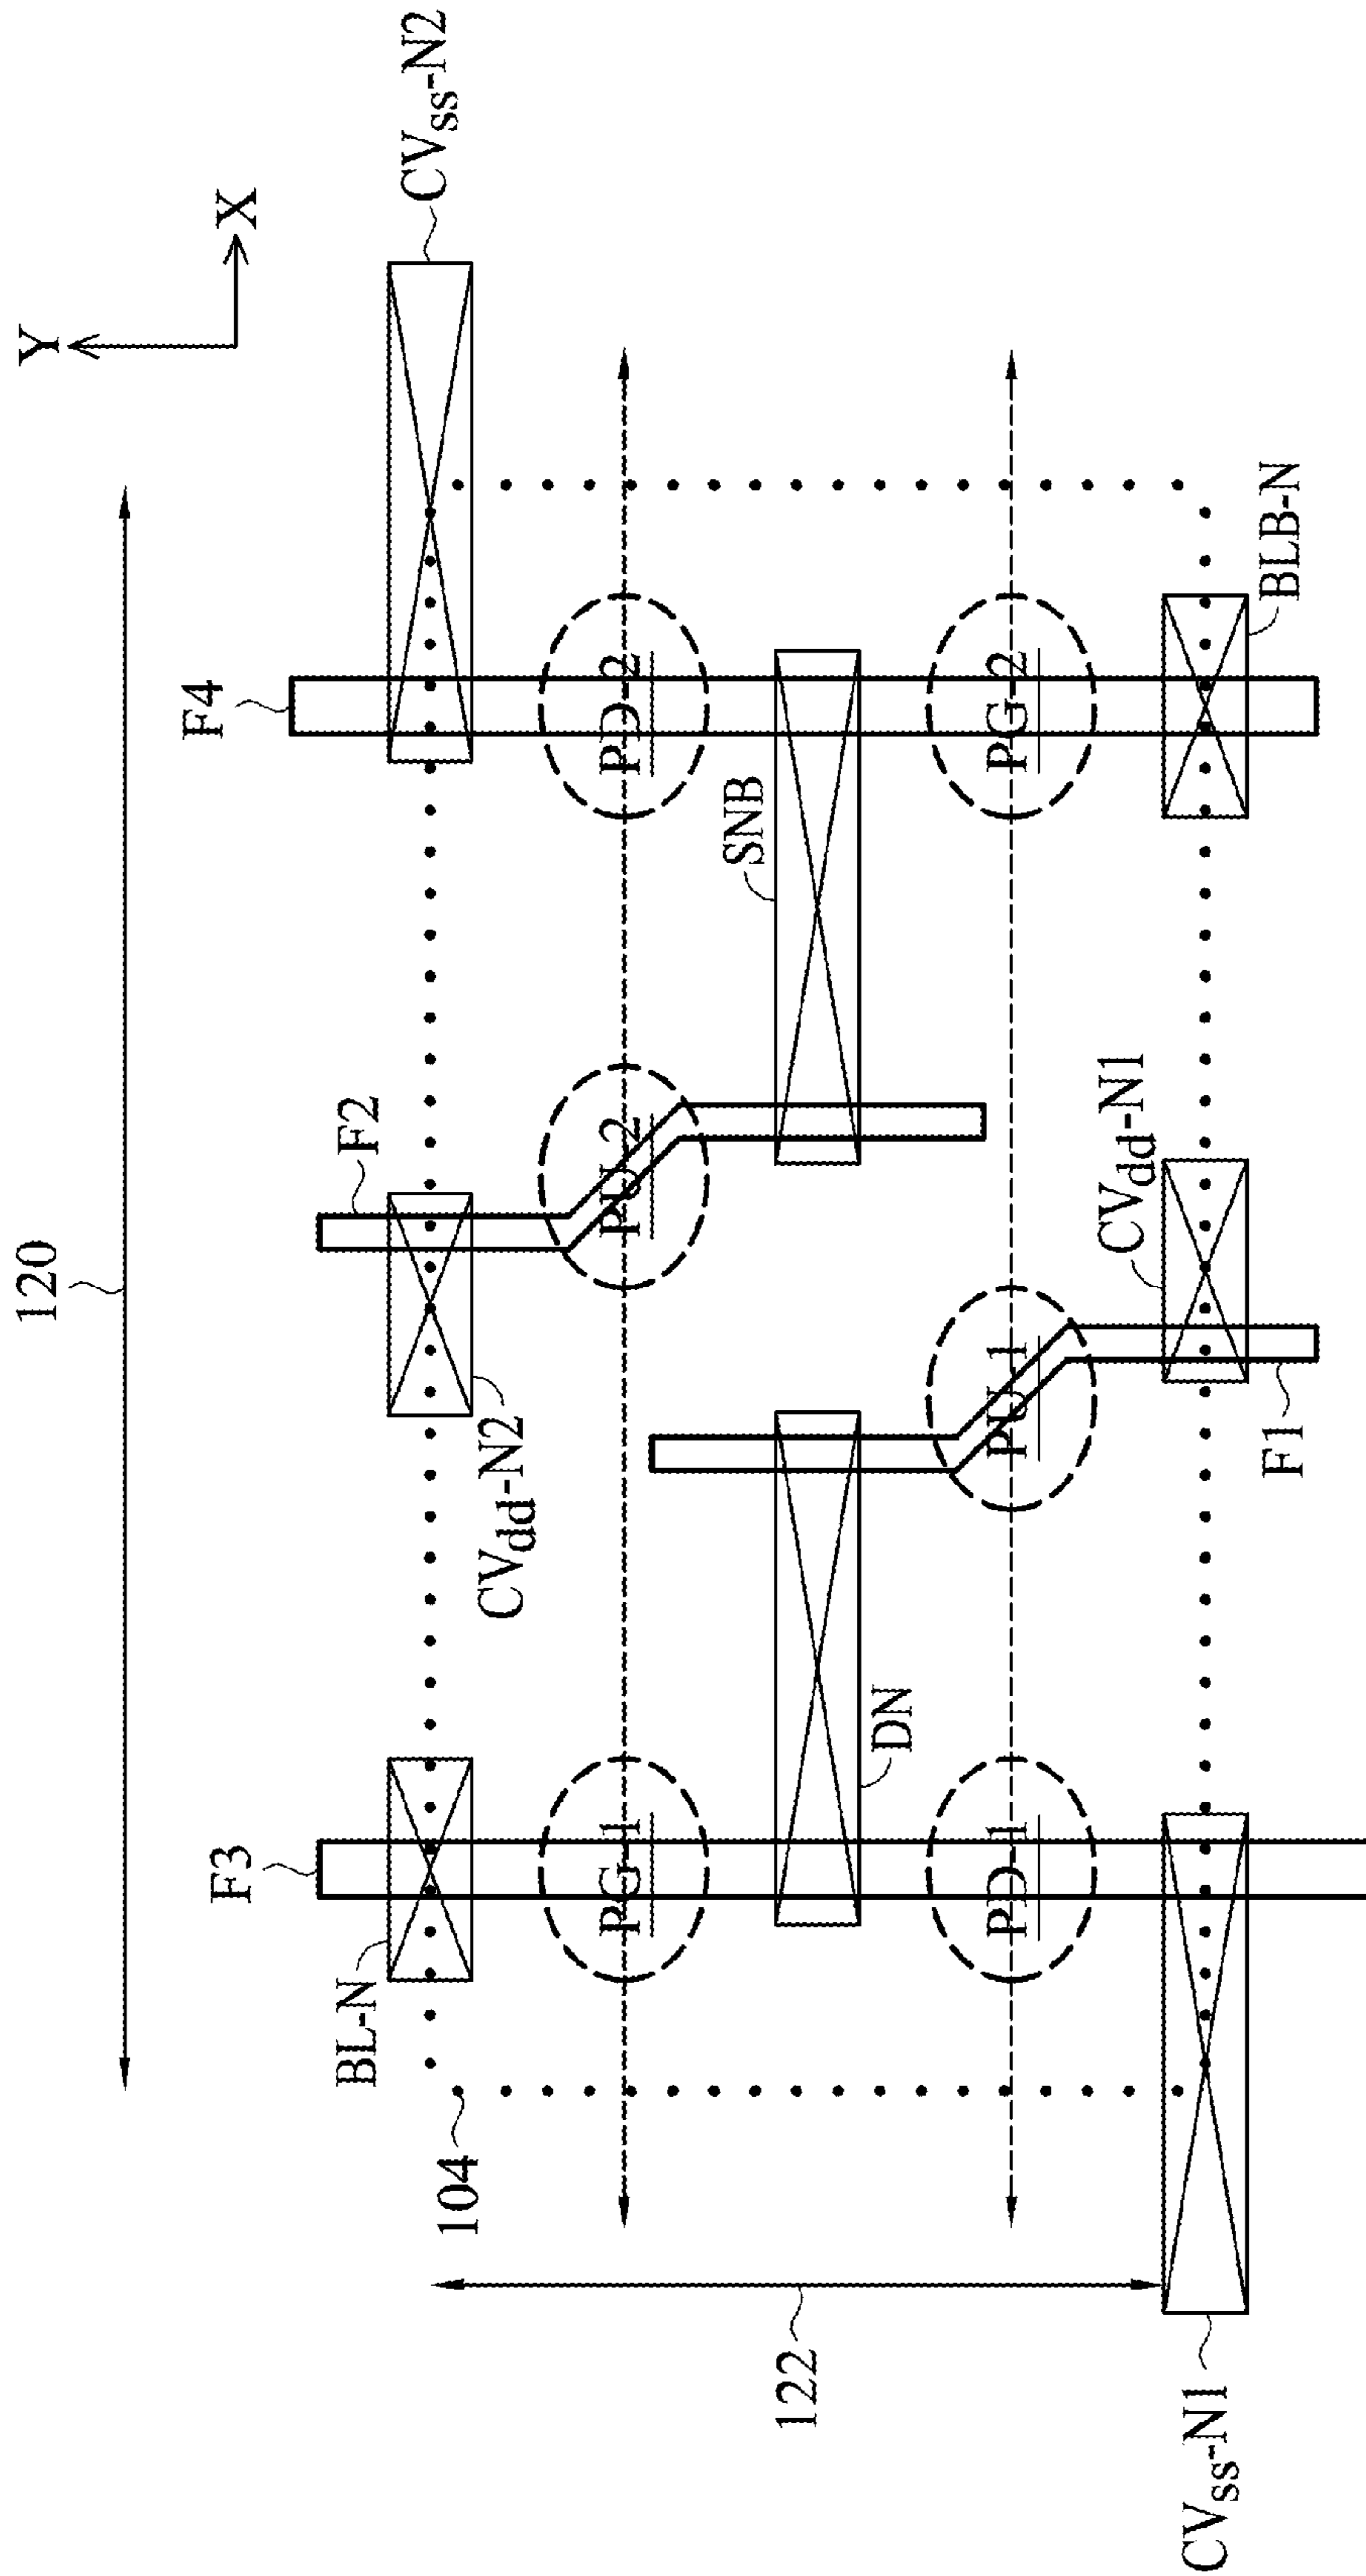 120
Y
X
F3
F2
F4
BL-N
CVdd-N2
CVss-N2
104
PG-1
PU-2
PD-2
122
DN
SNB
PD-1
PU-1
PG-2
CVdd-N1
CVss-N1
F1
BLB-N